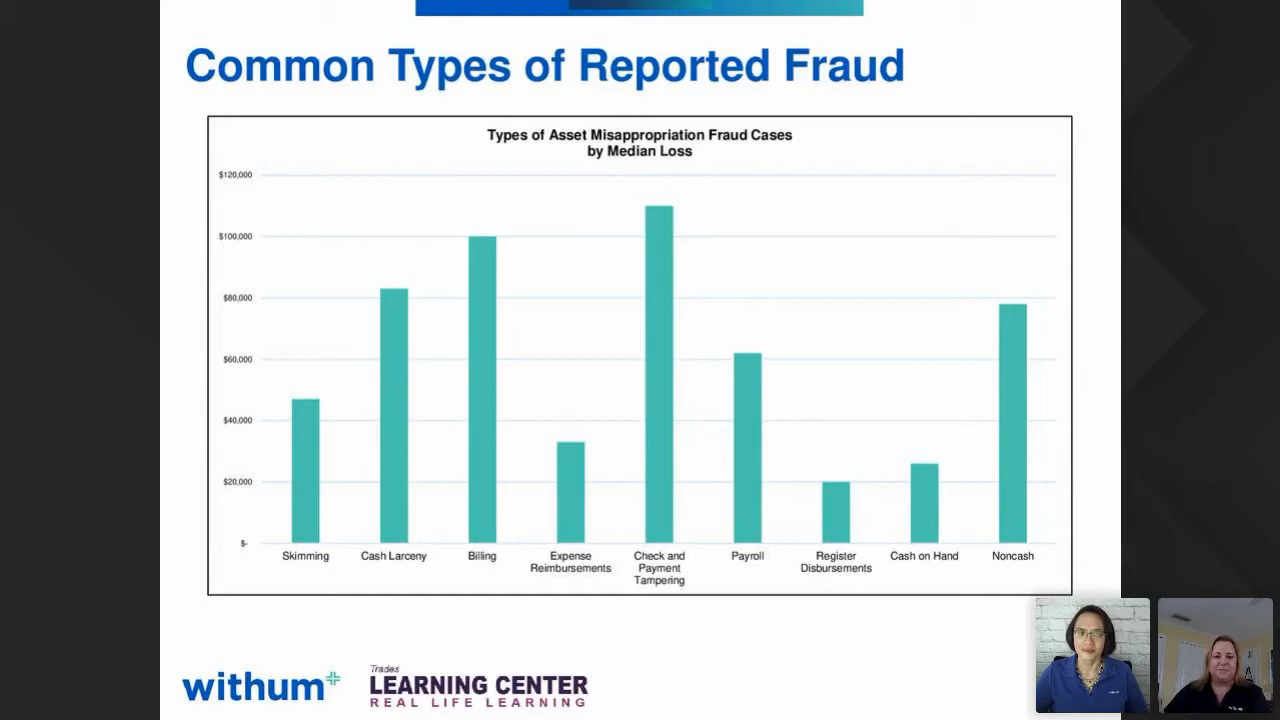 Common Types of Reported Fraud
Types of Asset Misappropriation Fraud Cases
by Median Loss
$120,000
$100,000
$80,000
$60,000
$40,000
$20,000
$-
Skimming
Cash Larceny
Billing
Expense
Reimbursements
Check and
Payment
Tampering
Payroll
Register
Disbursements
Cash on Hand
Noncash
withum+
Trades
LEARNING CENTER
REAL LIFE LEARNING